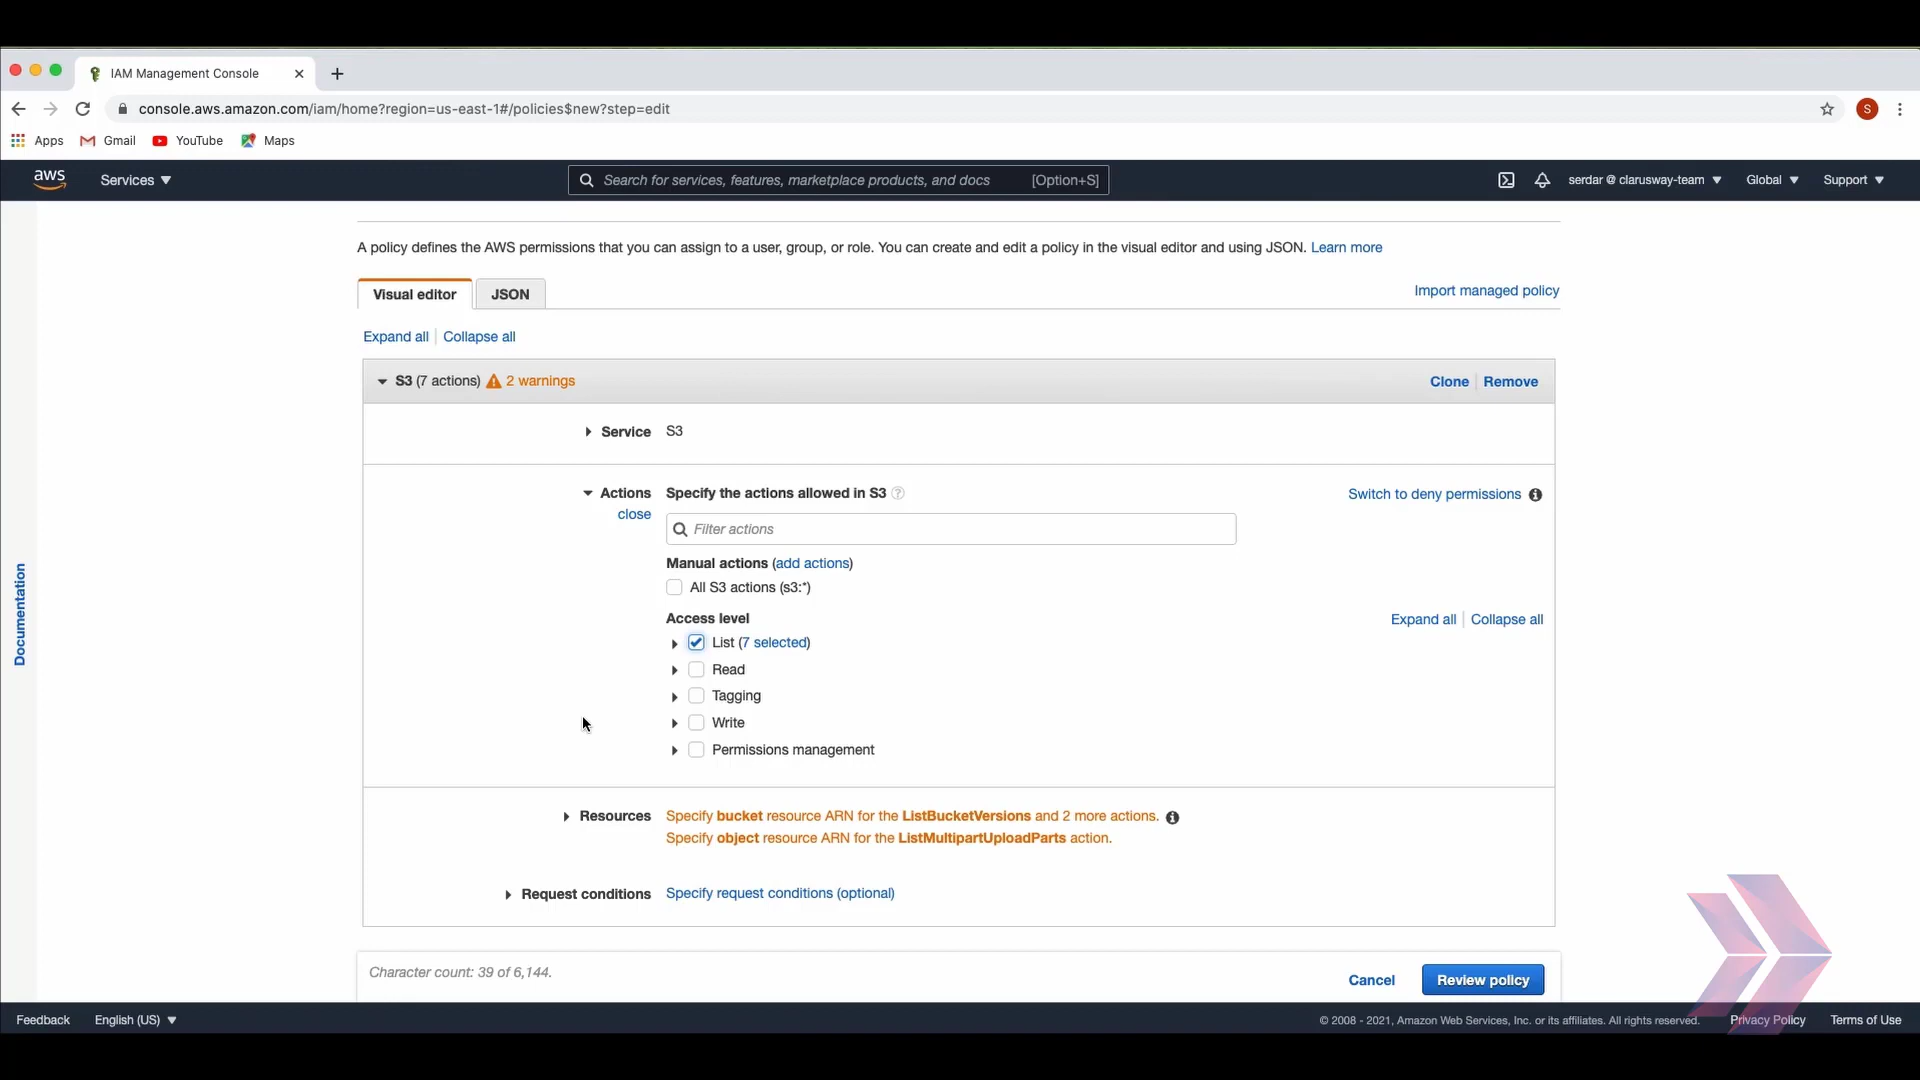 IAM Management Console
console.aws.amazon.com/iam/home?region=us-east-1#/policies$new?step=edit
S
Apps Gmail YouTube Maps
aws Services Search for services, features, marketplace products, and docs [Option+S] serdar @ clarusway-team Global Support
A policy defines the AWS permissions that you can assign to a user, group, or role. You can create and edit a policy in the visual editor and using JSON. Learn more
Visual editor JSON Import managed policy
Expand all Collapse all
S3 (7 actions) 2 warnings Clone Remove
Service S3
Actions Specify the actions allowed in S3 ? Switch to deny permissions
close
Filter actions
Manual actions (add actions)
All S3 actions (s3:*)
Access level Expand all Collapse all
List (7 selected)
Read
Tagging
Write
Permissions management
Resources Specify bucket resource ARN for the ListBucketVersions and 2 more actions.
Specify object resource ARN for the ListMultipartUploadParts action.
Request conditions Specify request conditions (optional)
Character count: 39 of 6,144.
Cancel Review policy
Documentation
Feedback English (US) © 2008 - 2021, Amazon Web Services, Inc. or its affiliates. All rights reserved. Privacy Policy Terms of Use